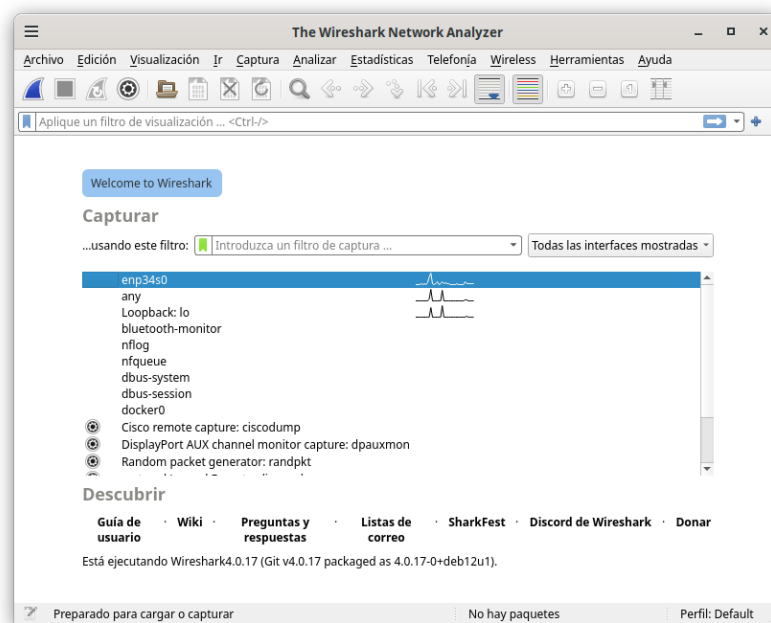 The Wireshark Network Analyzer
Archivo Edición Visualización Ir Captura Analizar Estadísticas Telefonía Wireless Herramientas Ayuda
Aplique un filtro de visualización ... <Ctrl-/>
Welcome to Wireshark
Capturar
...usando este filtro: Introduzca un filtro de captura ... Todas las interfaces mostradas
enp34s0
any
Loopback: lo
bluetooth-monitor
nflog
nfqueue
dbus-system
dbus-session
docker0
Cisco remote capture: ciscodump
DisplayPort AUX channel monitor capture: dpauxmon
Random packet generator: randpkt
Descubrir
Guía de usuario · Wiki · Preguntas y respuestas · Listas de correo · SharkFest · Discord de Wireshark · Donar
Está ejecutando Wireshark4.0.17 (Git v4.0.17 packaged as 4.0.17-0+deb12u1).
Preparado para cargar o capturar No hay paquetes Perfil: Default